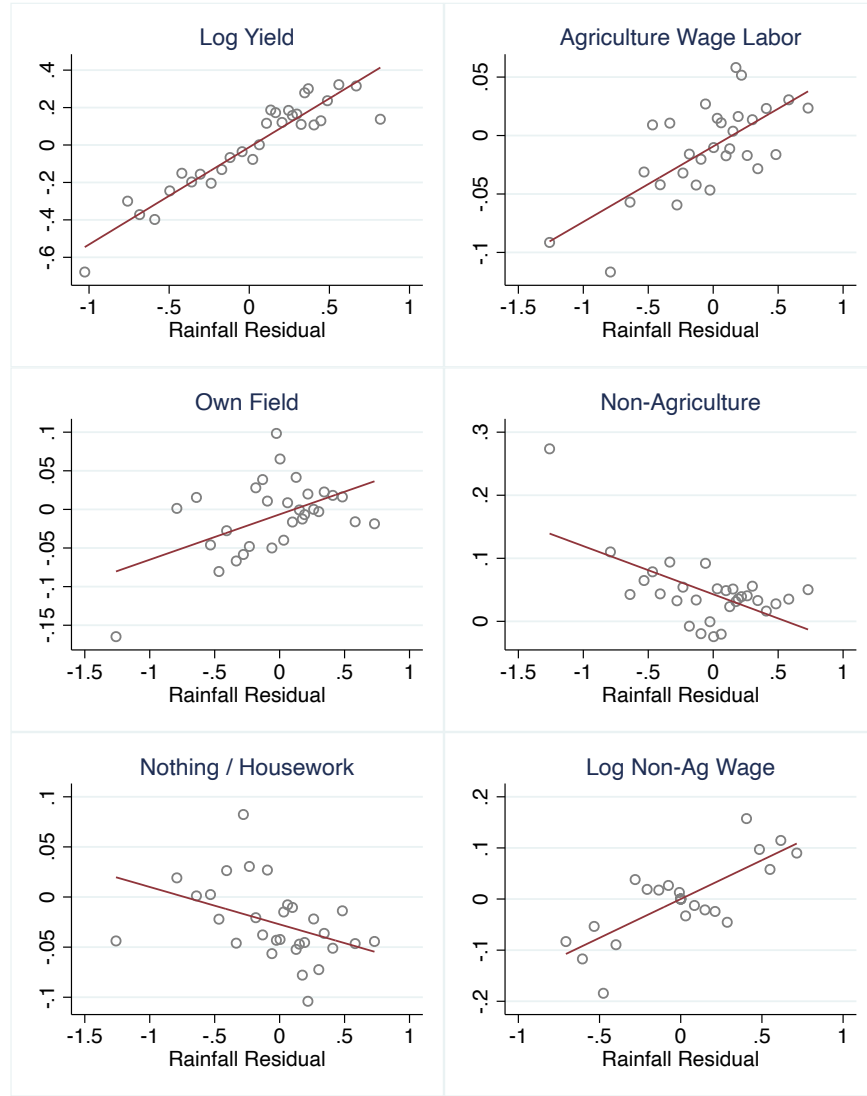 Log Yield
.4
.2
0
-.2
-.4
-.6
-1 -.5 0 .5 1
Rainfall Residual
Agriculture Wage Labor
.05
0
-.05
-.1
-1.5 -1 -.5 0 .5 1
Rainfall Residual
Own Field
.1
.05
0
-.05
-.1
-.15
-1.5 -1 -.5 0 .5 1
Rainfall Residual
Non-Agriculture
.3
.2
.1
0
-1.5 -1 -.5 0 .5 1
Rainfall Residual
Nothing / Housework
.1
.05
0
-.05
-.1
-1.5 -1 -.5 0 .5 1
Rainfall Residual
Log Non-Ag Wage
.2
.1
0
-.1
-.2
-1 -.5 0 .5 1
Rainfall Residual